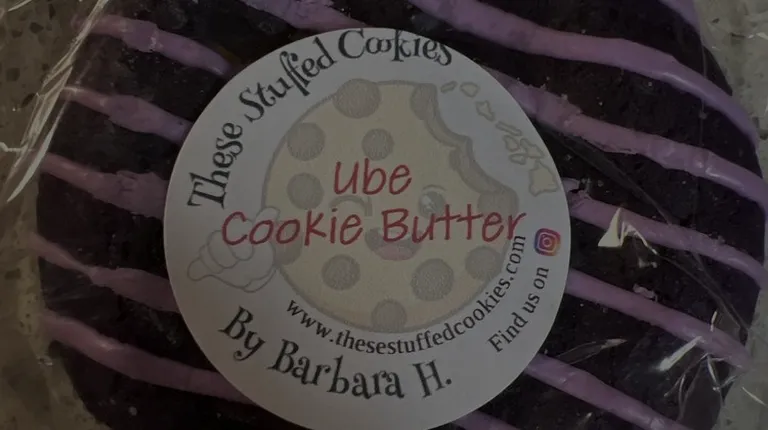 These Stuffed Cookies
Ube
Cookie Butter
www.thesestuffedcookies.com
Find us on
By Barbara H.